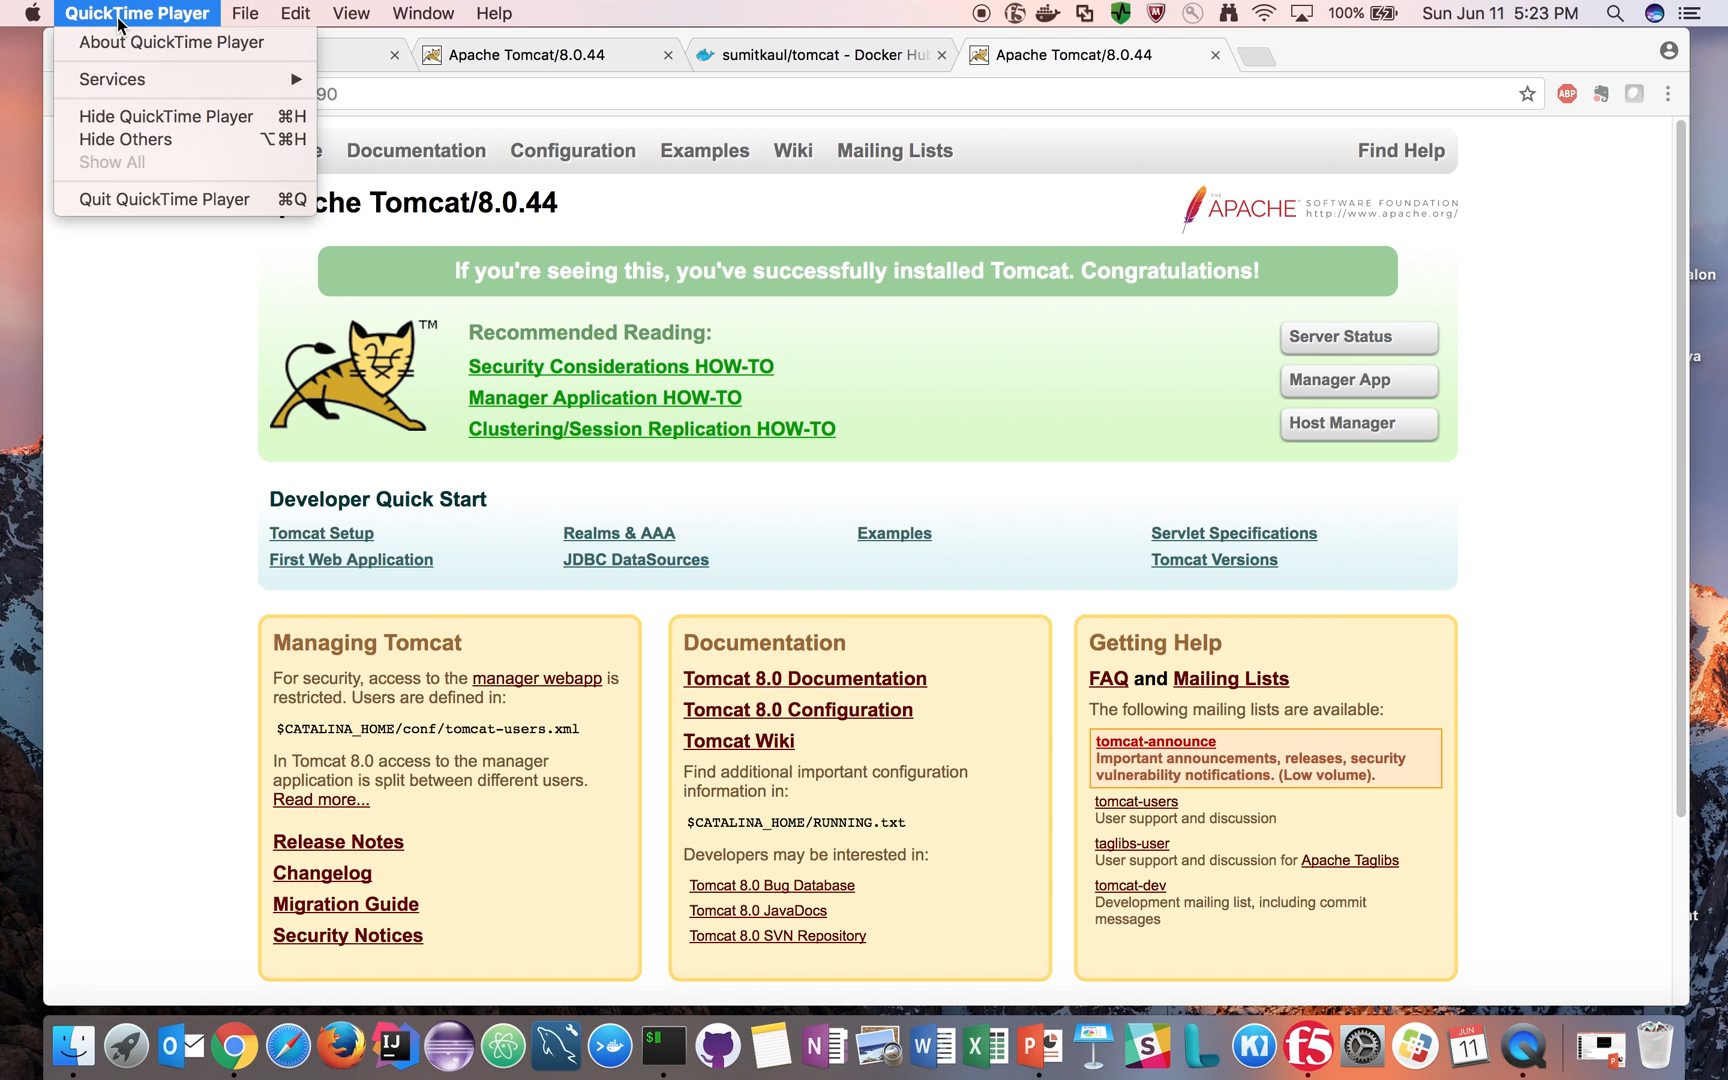 QuickTime Player File Edit View Window Help 100% Sun Jun 11 5:23 PM
About QuickTime Player
Services
Hide QuickTime Player ⌘H
Hide Others ⌥⌘H
Show All
Quit QuickTime Player ⌘Q
Apache Tomcat/8.0.44
sumitkaul/tomcat - Docker Hu
Apache Tomcat/8.0.44
90
ABP
Documentation Configuration Examples Wiki Mailing Lists Find Help
che Tomcat/8.0.44
THE APACHE SOFTWARE FOUNDATION
http://www.apache.org/
If you're seeing this, you've successfully installed Tomcat. Congratulations!
TM
Recommended Reading:
Security Considerations HOW-TO
Manager Application HOW-TO
Clustering/Session Replication HOW-TO
Server Status
Manager App
Host Manager
Developer Quick Start
Tomcat Setup
First Web Application
Realms & AAA
JDBC DataSources
Examples
Servlet Specifications
Tomcat Versions
Managing Tomcat
For security, access to the manager webapp is
restricted. Users are defined in:
$CATALINA_HOME/conf/tomcat-users.xml
In Tomcat 8.0 access to the manager
application is split between different users.
Read more...
Release Notes
Changelog
Migration Guide
Security Notices
Documentation
Tomcat 8.0 Documentation
Tomcat 8.0 Configuration
Tomcat Wiki
Find additional important configuration
information in:
$CATALINA_HOME/RUNNING.txt
Developers may be interested in:
Tomcat 8.0 Bug Database
Tomcat 8.0 JavaDocs
Tomcat 8.0 SVN Repository
Getting Help
FAQ and Mailing Lists
The following mailing lists are available:
tomcat-announce
Important announcements, releases, security
vulnerability notifications. (Low volume).
tomcat-users
User support and discussion
taglibs-user
User support and discussion for Apache Taglibs
tomcat-dev
Development mailing list, including commit
messages
alon
va
JUN
11